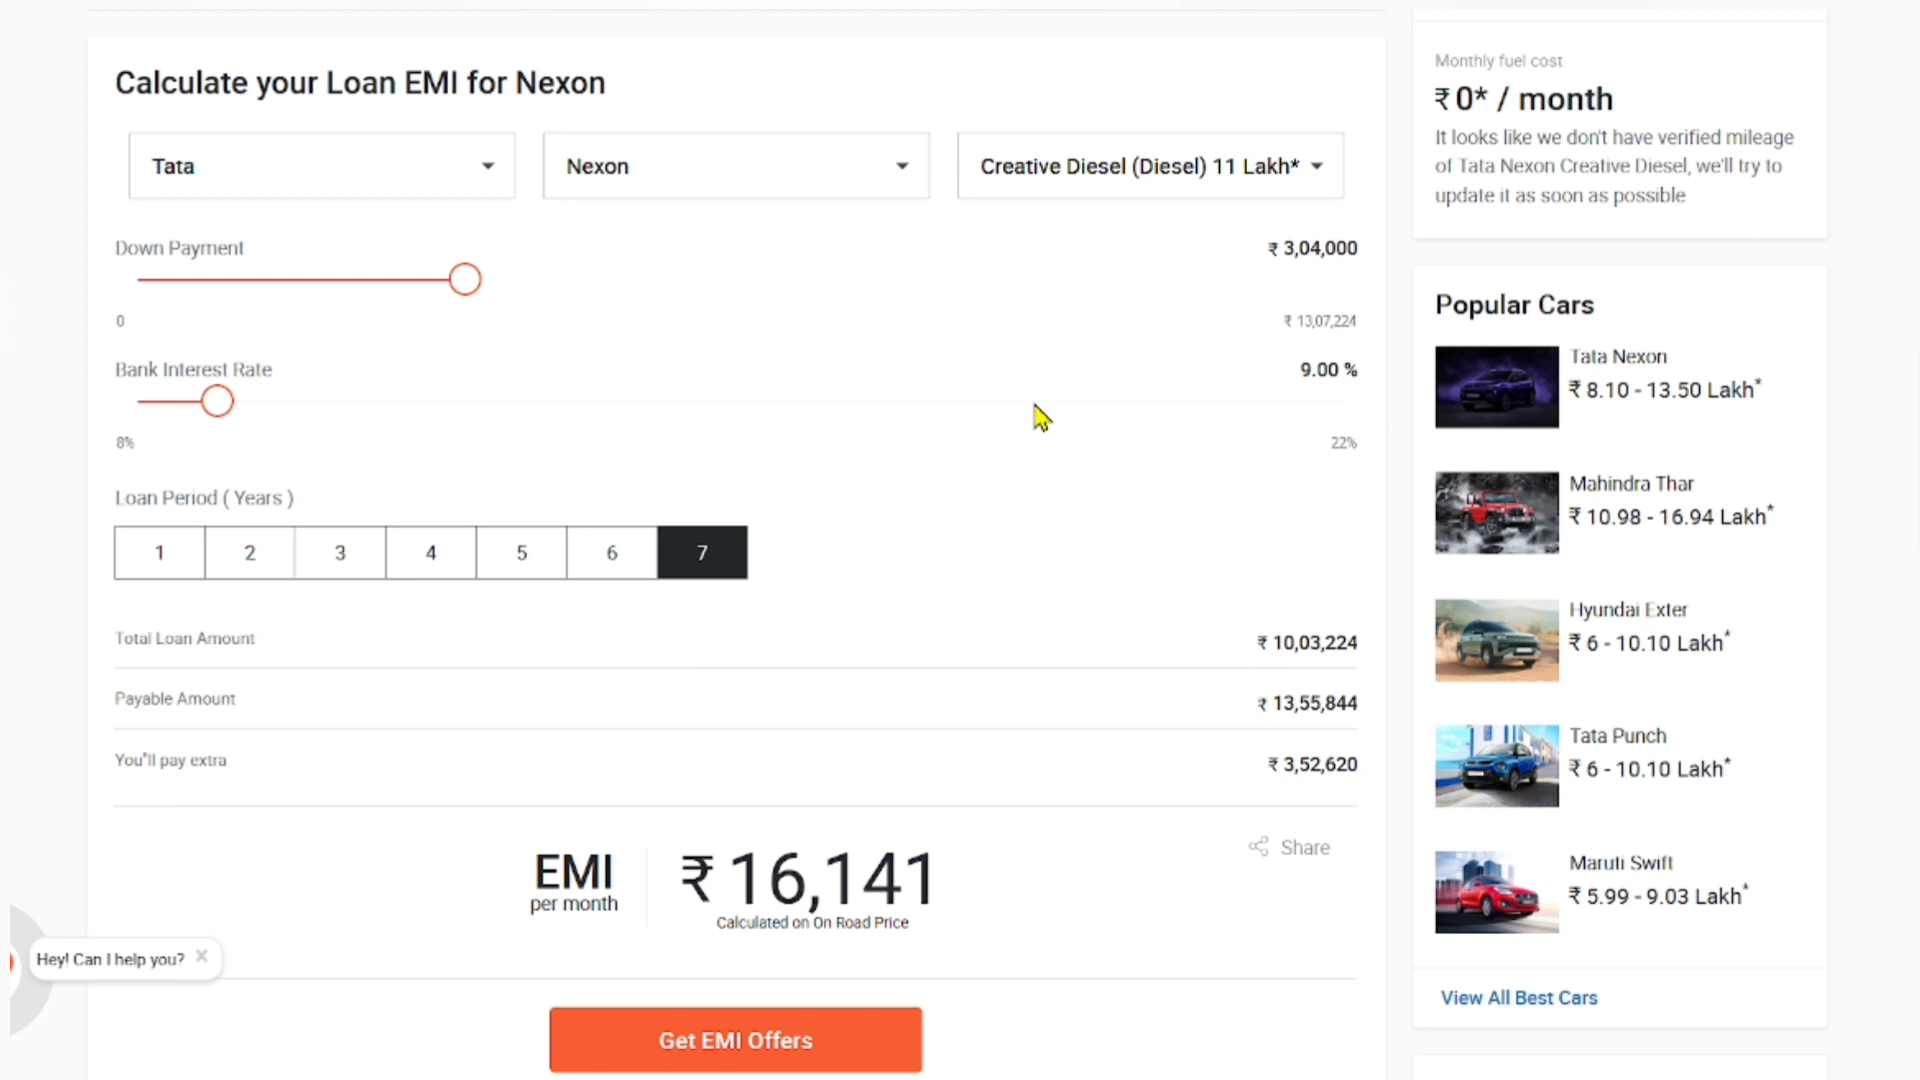 Calculate your Loan EMI for Nexon
Tata
Nexon
Creative Diesel (Diesel) 11 Lakh*
Down Payment
₹ 3,04,000
0
₹ 13,07,224
Bank Interest Rate
9.00 %
8%
22%
Loan Period ( Years )
1 2 3 4 5 6 7
Total Loan Amount
₹ 10,03,224
Payable Amount
₹ 13,55,844
You"ll pay extra
₹ 3,52,620
EMI
per month
₹ 16,141
Calculated on On Road Price
Share
Hey! Can I help you?
Get EMI Offers
Monthly fuel cost
₹ 0* / month
It looks like we don't have verified mileage
of Tata Nexon Creative Diesel, we'll try to
update it as soon as possible
Popular Cars
Tata Nexon
₹ 8.10 - 13.50 Lakh*
Mahindra Thar
₹ 10.98 - 16.94 Lakh*
Hyundai Exter
₹ 6 - 10.10 Lakh*
Tata Punch
₹ 6 - 10.10 Lakh*
Maruti Swift
₹ 5.99 - 9.03 Lakh*
View All Best Cars